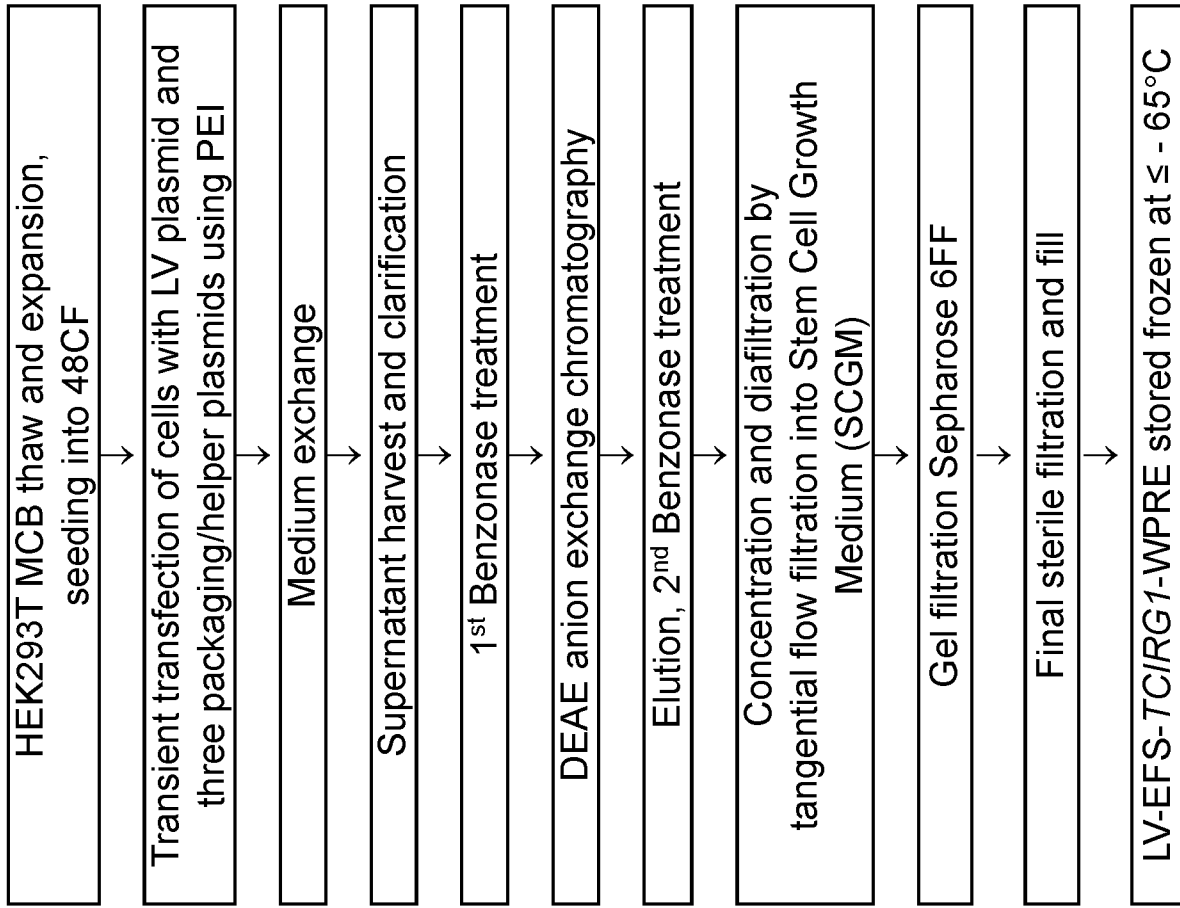 HEK293T MCB thaw and expansion,
seeding into 48CF
Transient transfection of cells with LV plasmid and
three packaging/helper plasmids using PEI
Medium exchange
Supernatant harvest and clarification
1st Benzonase treatment
DEAE anion exchange chromatography
Elution, 2nd Benzonase treatment
Concentration and diafiltration by
tangential flow filtration into Stem Cell Growth
Medium (SCGM)
Gel filtration Sepharose 6FF
Final sterile filtration and fill
LV-EFS-TCIRG1-WPRE stored frozen at ≤ - 65°C